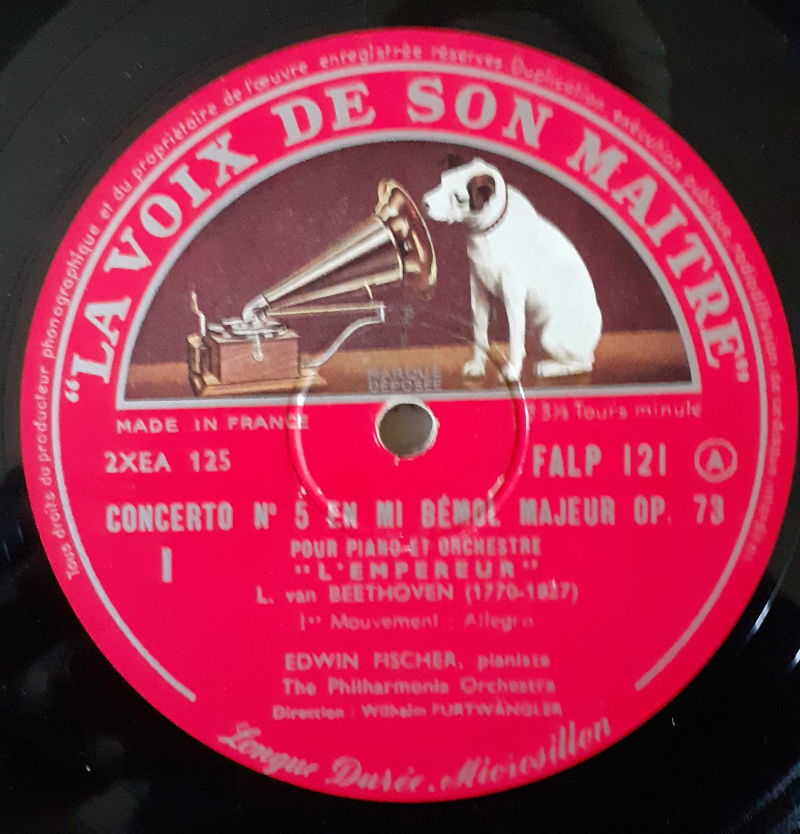 Tous droits du producteur phonographique et du propriétaire de l'œuvre enregistrée réservés. Duplication, exécution publique, radiodiffusion
"LA VOIX DE SON MAITRE"
MARQUE
DÉPOSÉE
MADE IN FRANCE
Tours minute
2XEA 125
FALP 121 A
CONCERTO N° 5 EN MI BÉMOL MAJEUR OP. 73
I
POUR PIANO ET ORCHESTRE
"L'EMPEREUR"
L. van BEETHOVEN (1770-1827)
1er Mouvement : Allegro
EDWIN FISCHER, pianiste
The Philharmonia Orchestra
Direction : Wilhelm FURTWÄNGLER
Longue Durée. Microsillon